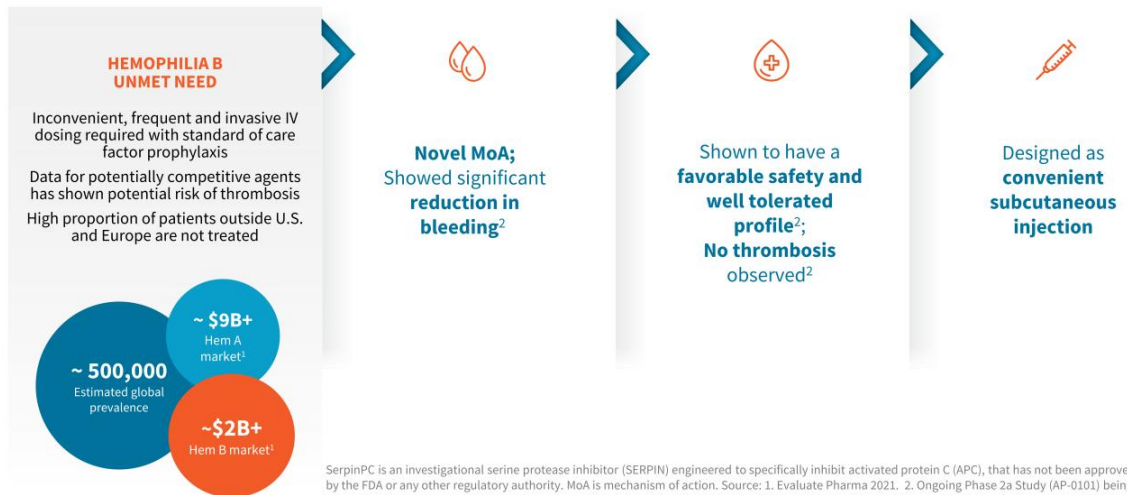 HEMOPHILIA B
UNMET NEED
Inconvenient, frequent and invasive IV
dosing required with standard of care
factor prophylaxis
Data for potentially competitive agents
has shown potential risk of thrombosis
High proportion of patients outside U.S.
and Europe are not treated
~ 500,000
Estimated global
prevalence
~ $9B+
Hem A
market¹
~$2B+
Hem B market¹
Novel MoA;
Showed significant
reduction in
bleeding²
Shown to have a
favorable safety and
well tolerated
profile²;
No thrombosis
observed²
Designed as
convenient
subcutaneous
injection
SerpinPC is an investigational serine protease inhibitor (SERPIN) engineered to specifically inhibit activated protein C (APC), that has not been approve
by the FDA or any other regulatory authority. MoA is mechanism of action. Source: 1. Evaluate Pharma 2021. 2. Ongoing Phase 2a Study (AP-0101) bein